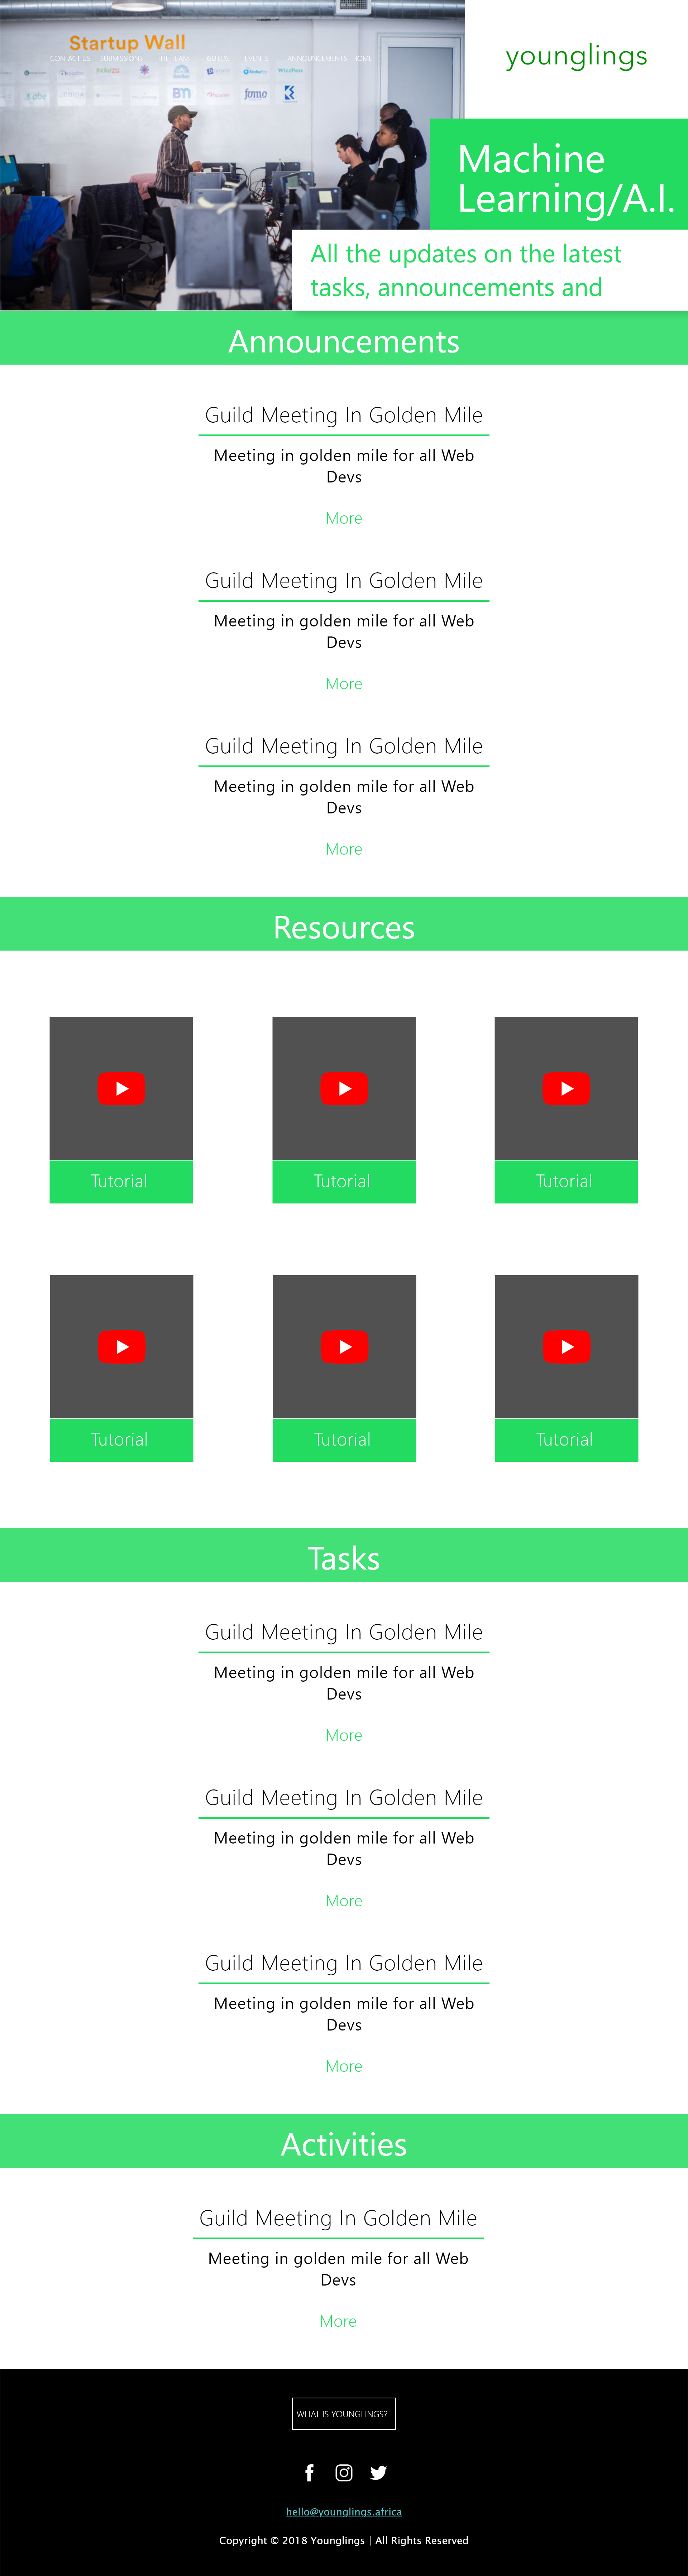 Startup Wall
CONTACT US SUBMISSIONS THE TEAM GUILDS EVENTS ANNOUNCEMENTS HOME
younglings
fomo
Machine
Learning/A.I.
All the updates on the latest
tasks, announcements and
Announcements
Guild Meeting In Golden Mile
Meeting in golden mile for all Web
Devs
More
Guild Meeting In Golden Mile
Meeting in golden mile for all Web
Devs
More
Guild Meeting In Golden Mile
Meeting in golden mile for all Web
Devs
More
Resources
Tutorial Tutorial Tutorial
Tutorial Tutorial Tutorial
Tasks
Guild Meeting In Golden Mile
Meeting in golden mile for all Web
Devs
More
Guild Meeting In Golden Mile
Meeting in golden mile for all Web
Devs
More
Guild Meeting In Golden Mile
Meeting in golden mile for all Web
Devs
More
Activities
Guild Meeting In Golden Mile
Meeting in golden mile for all Web
Devs
More
WHAT IS YOUNGLINGS?
hello@younglings.africa
Copyright © 2018 Younglings | All Rights Reserved